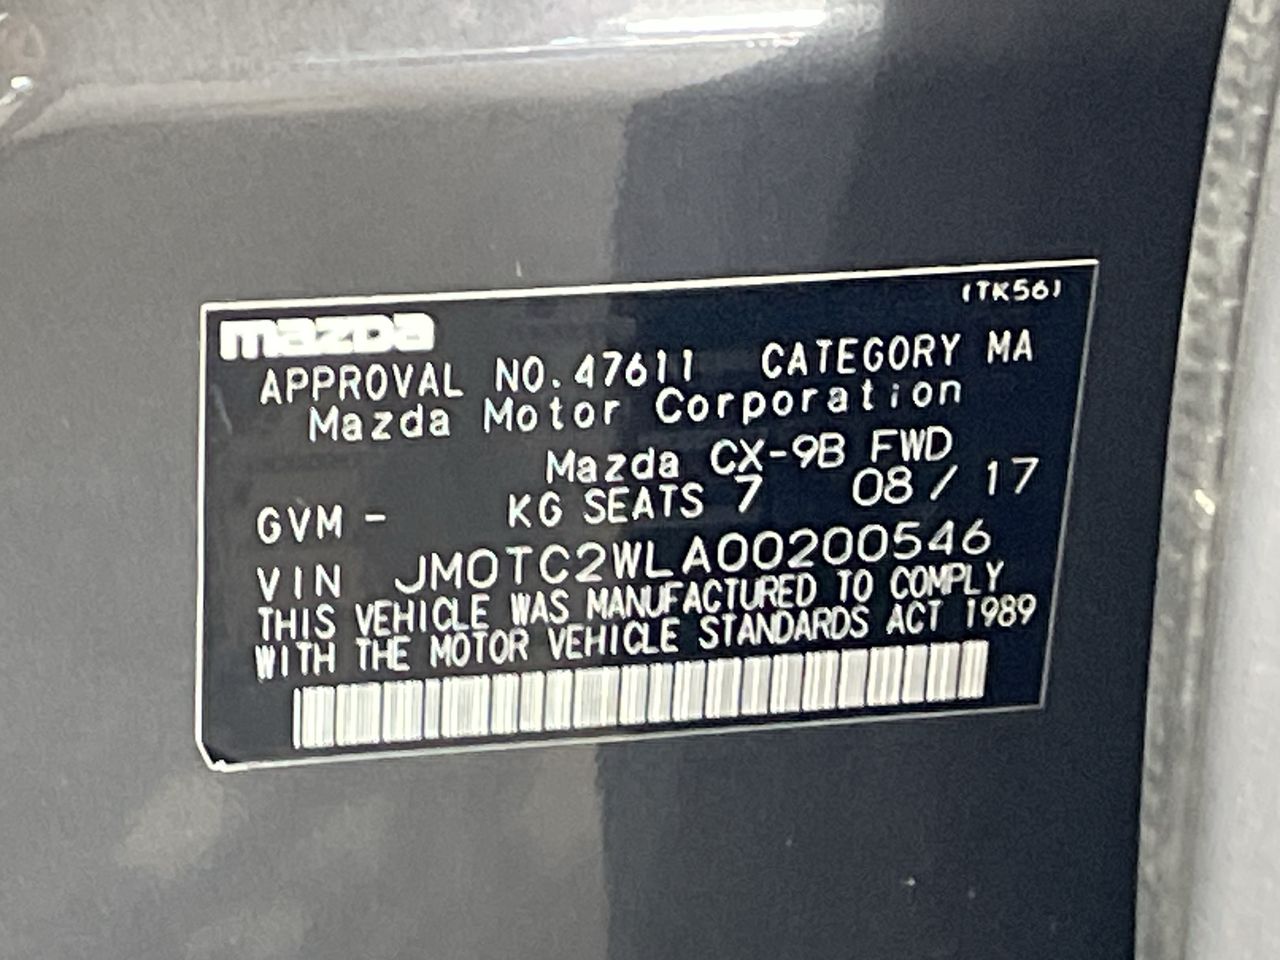 (TK56)
mazda
APPROVAL NO.47611 CATEGORY MA
Mazda Motor Corporation
Mazda CX-9B FWD
GVM - KG SEATS 7 08/17
VIN JM0TC2WLA00200546
THIS VEHICLE WAS MANUFACTURED TO COMPLY
WITH THE MOTOR VEHICLE STANDARDS ACT 1989